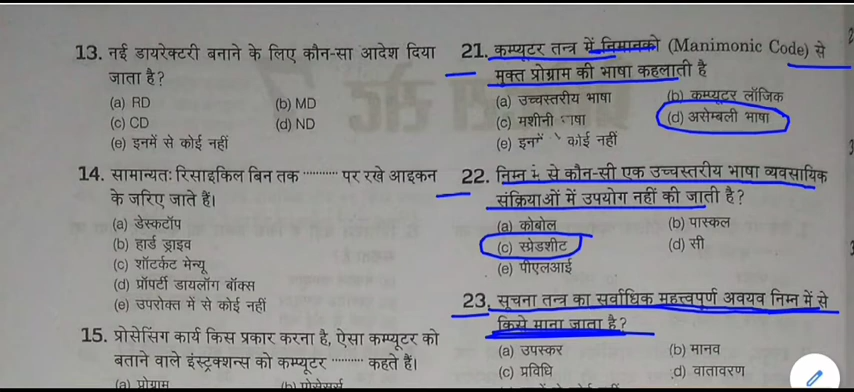 13. नई डायरेक्टरी बनाने के लिए कौन-सा आदेश दिया
जाता है?
(a) RD (b) MD
(c) CD (d) ND
(e) इनमें से कोई नहीं
14. सामान्यतः रिसाइकिल बिन तक ........... पर रखे आइकन
के जरिए जाते हैं।
(a) डेस्कटॉप
(b) हार्ड ड्राइव
(c) शॉटर्कट मेन्यू
(d) प्रॉपर्टी डायलॉग बॉक्स
(e) उपरोक्त में से कोई नहीं
15. प्रोसेसिंग कार्य किस प्रकार करना है, ऐसा कम्प्यूटर को
बताने वाले इंस्ट्रक्शन्स को कम्प्यूटर ........... कहते हैं।
(a) प्रोग्राम (b) प्रोसेसर्स
21. कम्प्यूटर तन्त्र में निमानको (Manimonic Code) से
मुक्त प्रोग्राम की भाषा कहलाती है
(a) उच्चस्तरीय भाषा (b) कम्प्यूटर लॉजिक
(c) मशीनी (d) असेम्बली भाषा
(e) कोई नहीं
22. निम्न में से कौन-सी एक उच्चस्तरीय भाषा व्यवसायिक
संक्रियाओं में उपयोग नहीं की जाती है?
(a) कोबोल (b) पास्कल
(c) स्प्रेडशीट (d) सी
(e) पीएलआई
23. सूचना तन्त्र का सर्वाधिक महत्त्वपूर्ण अवयव निम्न में से
किसे माना जाता है?
(a) उपस्कर (b) मानव
(c) प्रविधि (d) वातावरण